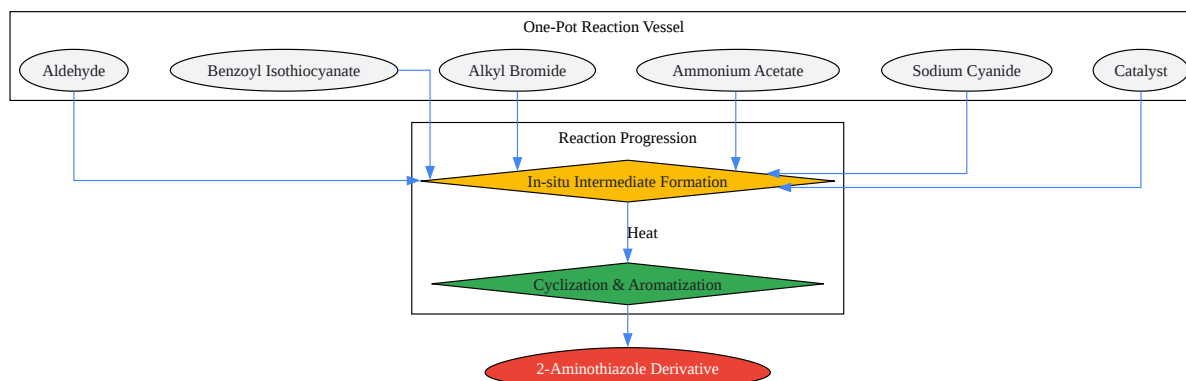 One-Pot Reaction Vessel
Aldehyde
Benzoyl Isothiocyanate
Alkyl Bromide
Ammonium Acetate
Sodium Cyanide
Catalyst
Reaction Progression
In-situ Intermediate Formation
Heat
Cyclization & Aromatization
2-Aminothiazole Derivative